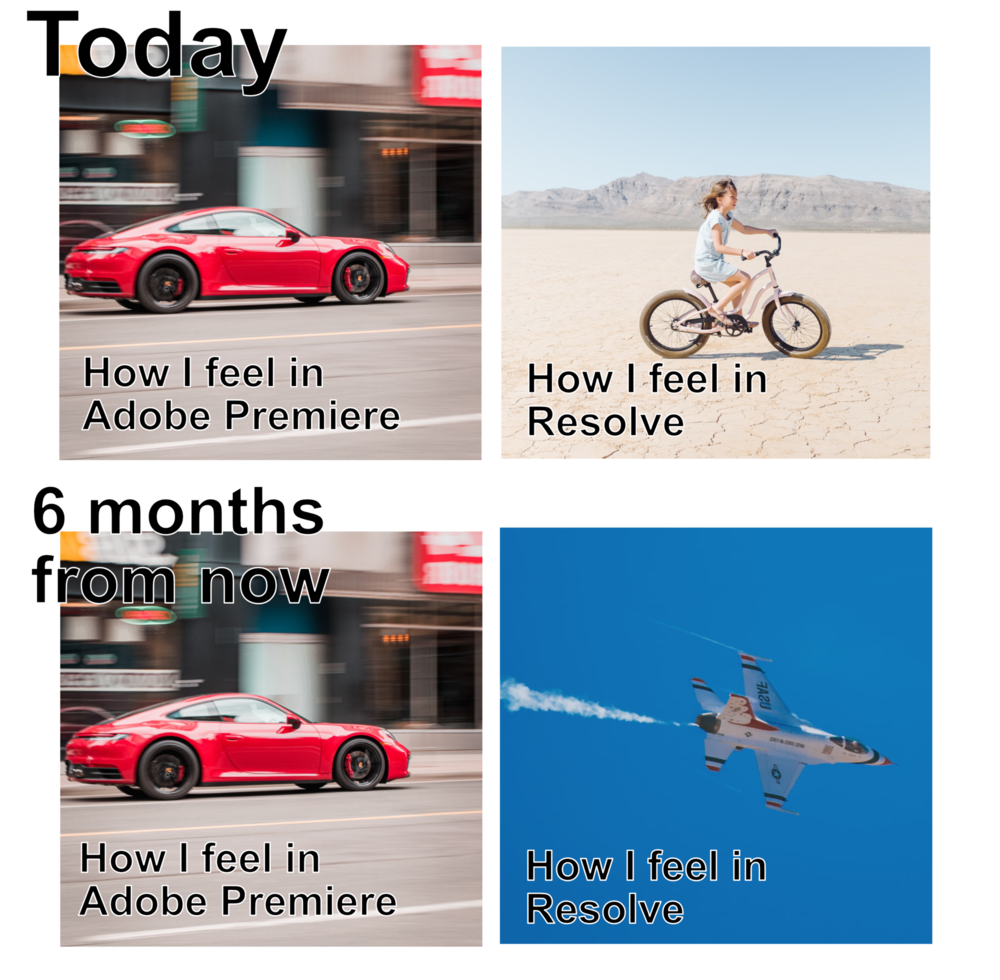 Today
How I feel in
Adobe Premiere
How I feel in
Resolve
6 months
from now
How I feel in
Adobe Premiere
USAF
How I feel in
Resolve